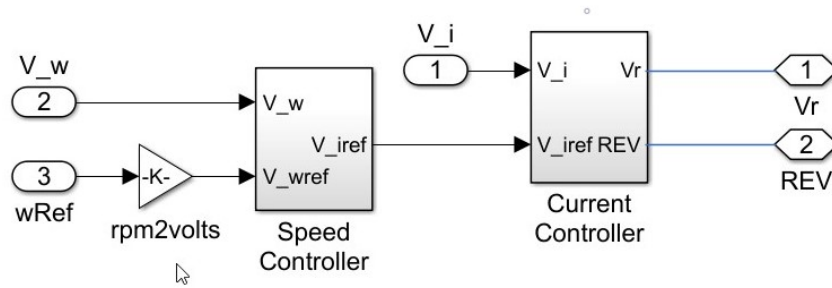 V_w
2
wRef
3
-K-
rpm2volts
V_w
V_wref
V_iref
Speed
Controller
V_i
1
V_i
V_iref
Vr
REV
Current
Controller
1
Vr
2
REV